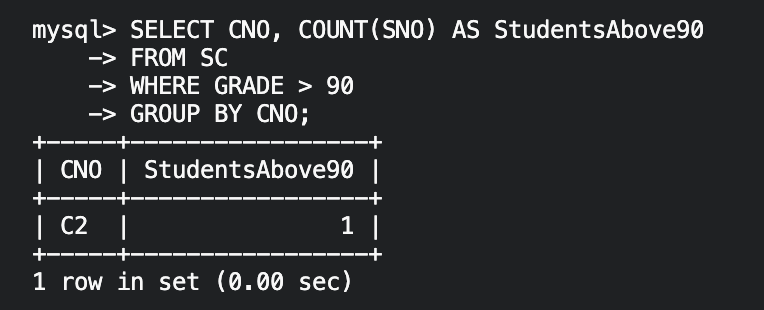 mysql> SELECT CNO, COUNT(SNO) AS StudentsAbove90
    -> FROM SC
    -> WHERE GRADE > 90
    -> GROUP BY CNO;
+-----+-----------------+
| CNO | StudentsAbove90 |
+-----+-----------------+
| C2  |               1 |
+-----+-----------------+
1 row in set (0.00 sec)